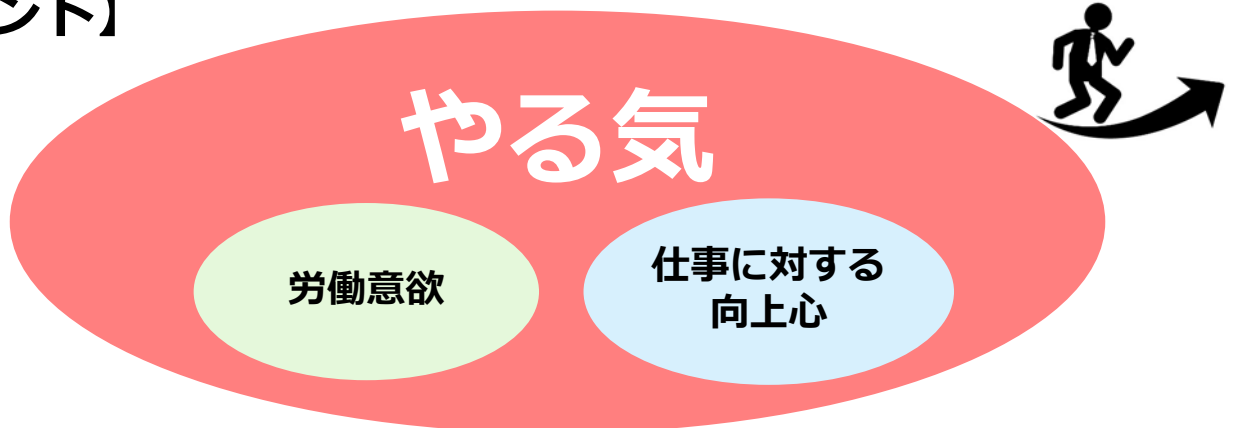 ント】
やる気
労働意欲
仕事に対する
向上心